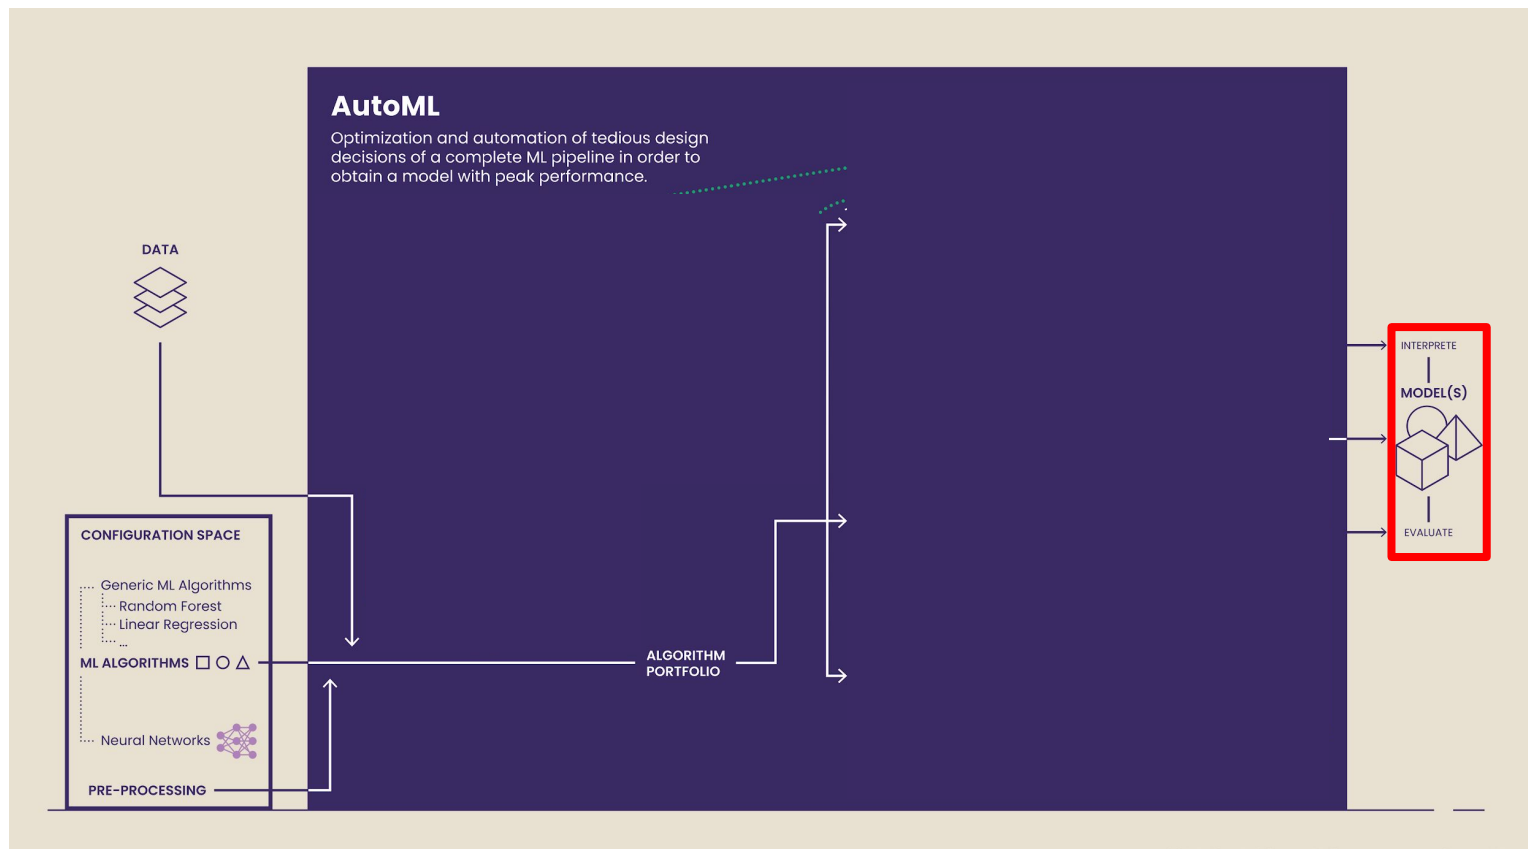 AutoML
Optimization and automation of tedious design
decisions of a complete ML pipeline in order to
obtain a model with peak performance.
DATA
CONFIGURATION SPACE
Generic ML Algorithms
Random Forest
Linear Regression
...
ML ALGORITHMS
Neural Networks
PRE-PROCESSING
ALGORITHM
PORTFOLIO
INTERPRETE
MODEL(S)
EVALUATE